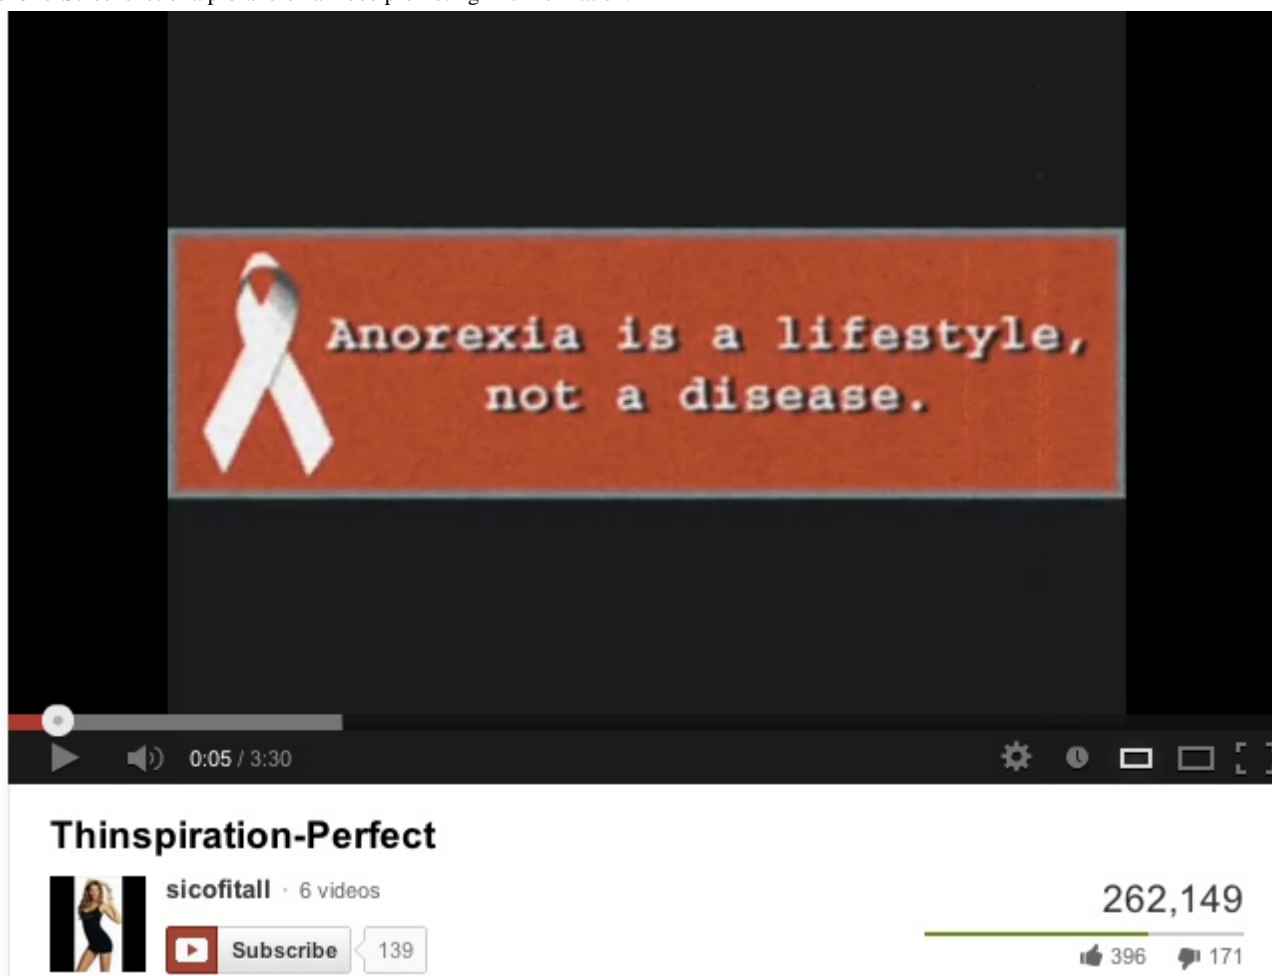 Anorexia is a lifestyle,
not a disease.
0:05 / 3:30
Thinspiration-Perfect
sicofitall · 6 videos
262,149
Subscribe 139
396 171